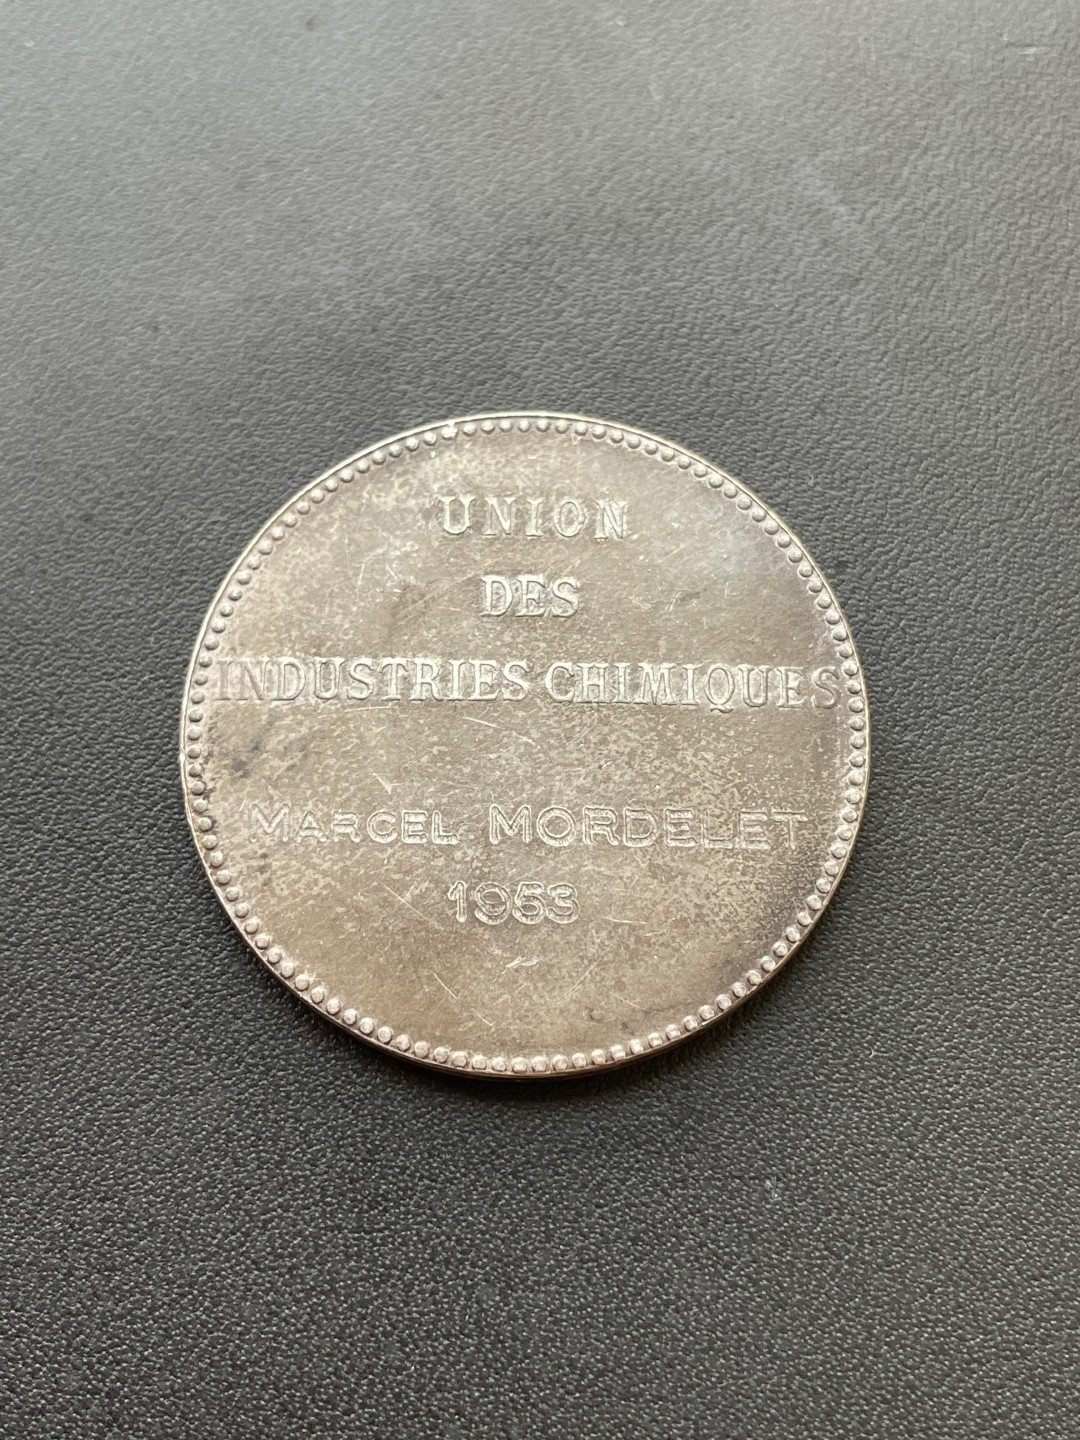 UNION
DES
INDUSTRIES CHIMIQUES
MARCEL MORDELET
1953